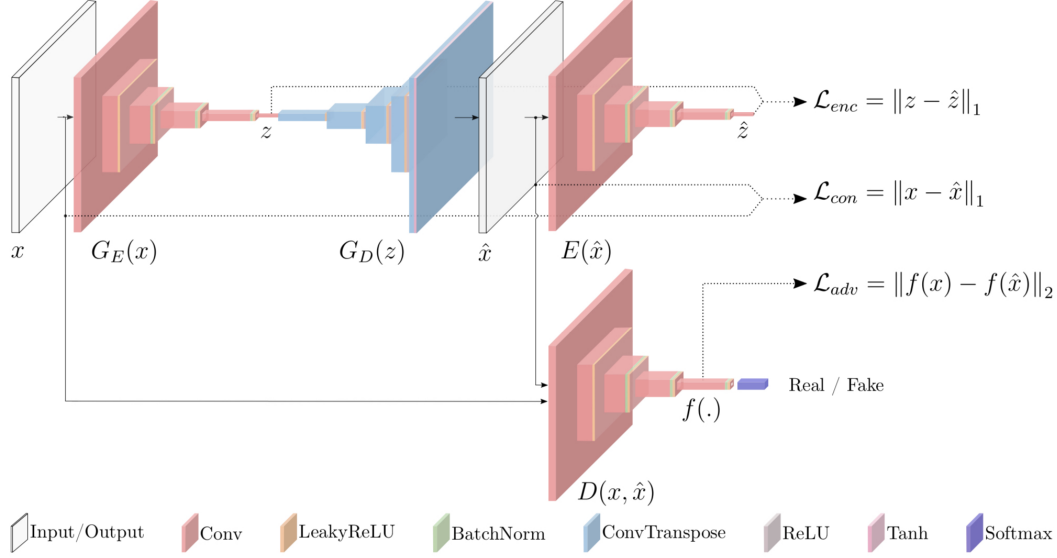 z
ẑ
ℒ_enc = ‖z − ẑ‖₁
ℒ_con = ‖x − x̂‖₁
x
G_E(x)
G_D(z)
x̂
E(x̂)
ℒ_adv = ‖f(x) − f(x̂)‖₂
Real / Fake
f(.)
D(x, x̂)
Input/Output
Conv
LeakyReLU
BatchNorm
ConvTranspose
ReLU
Tanh
Softmax